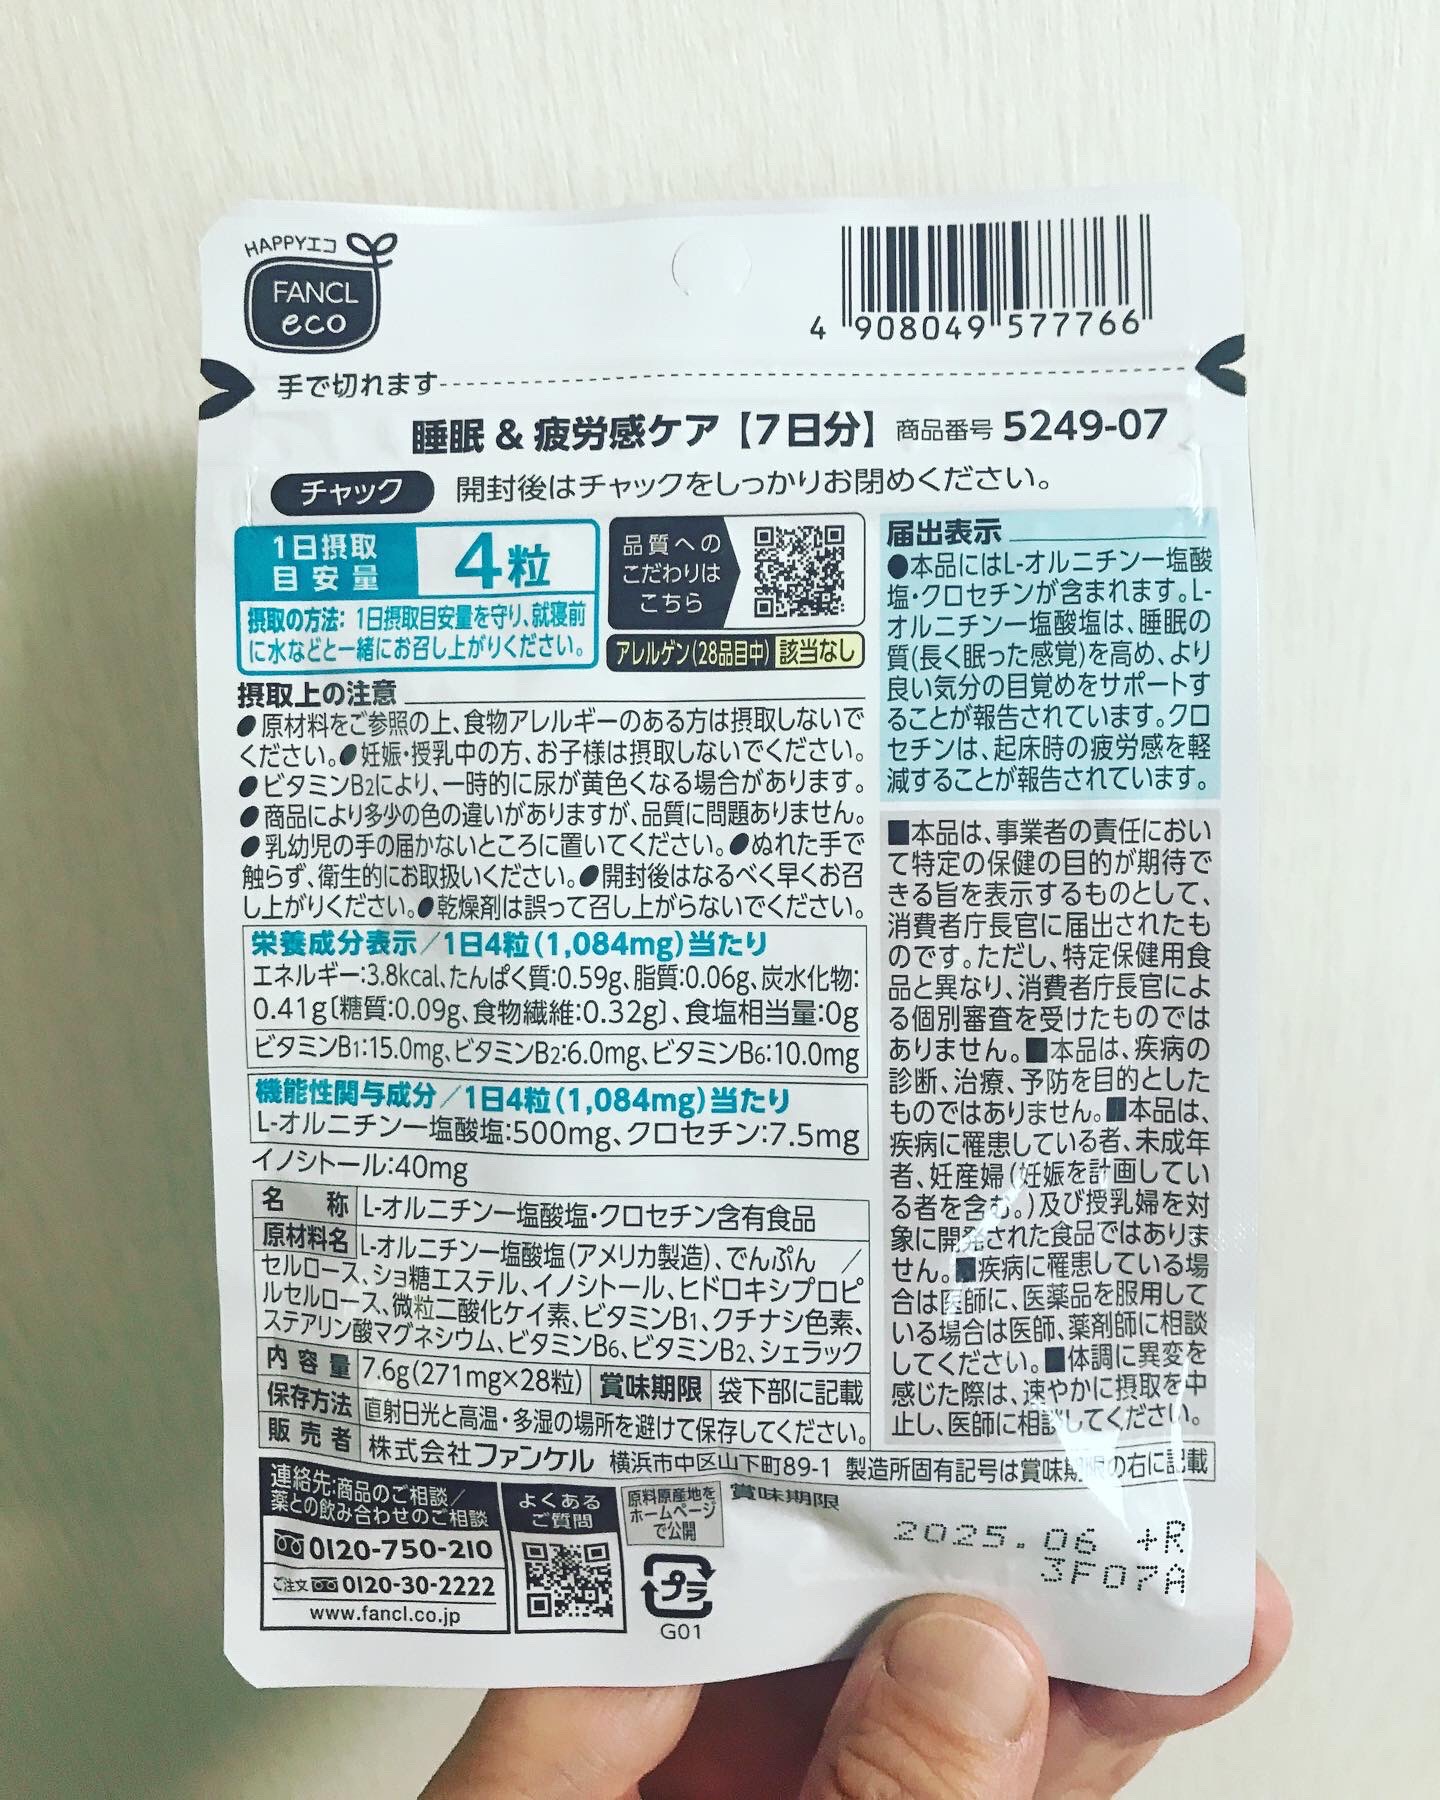 HAPPYエコ
FANCL
eco
4 908049 577766
手で切れます
睡眠 & 疲労感ケア【7日分】 商品番号 5249-07
チャック 開封後はチャックをしっかりお閉めください。
1日摂取
目安量
4粒
摂取の方法: 1日摂取目安量を守り、就寝前
に水などと一緒にお召し上がりください。
品質への
こだわりは
こちら
アレルゲン(28品目中) 該当なし
摂取上の注意
●原材料をご参照の上、食物アレルギーのある方は摂取しないで
ください。●妊娠・授乳中の方、お子様は摂取しないでください。
●ビタミンB2により、一時的に尿が黄色くなる場合があります。
●商品により多少の色の違いがありますが、品質に問題ありません。
●乳幼児の手の届かないところに置いてください。●ぬれた手で
触らず、衛生的にお取扱いください。●開封後はなるべく早くお召
し上がりください。●乾燥剤は誤って召し上がらないでください。
栄養成分表示/1日4粒(1,084mg)当たり
エネルギー:3.8kcal、たんぱく質:0.59g、脂質:0.06g、炭水化物:
0.41g〔糖質:0.09g、食物繊維:0.32g〕、食塩相当量:0g
ビタミンB1:15.0mg、ビタミンB2:6.0mg、ビタミンB6:10.0mg
機能性関与成分/1日4粒(1,084mg)当たり
L-オルニチン一塩酸塩:500mg、クロセチン:7.5mg
イノシトール:40mg
名称 L-オルニチン一塩酸塩・クロセチン含有食品
原材料名 L-オルニチン一塩酸塩(アメリカ製造)、でんぷん /
セルロース、ショ糖エステル、イノシトール、ヒドロキシプロピ
ルセルロース、微粒二酸化ケイ素、ビタミンB1、クチナシ色素、
ステアリン酸マグネシウム、ビタミンB6、ビタミンB2、シェラック
内容量 7.6g(271mg×28粒) 賞味期限 袋下部に記載
保存方法 直射日光と高温・多湿の場所を避けて保存してください。
販売者 株式会社ファンケル 横浜市中区山下町89-1 製造所固有記号は賞味期限の右に記載
届出表示
●本品にはL-オルニチン一塩酸
塩・クロセチンが含まれます。L-
オルニチン一塩酸塩は、睡眠の
質(長く眠った感覚)を高め、より
良い気分の目覚めをサポートす
ることが報告されています。クロ
セチンは、起床時の疲労感を軽
減することが報告されています。
■本品は、事業者の責任におい
て特定の保健の目的が期待で
きる旨を表示するものとして、
消費者庁長官に届出されたも
のです。ただし、特定保健用食
品と異なり、消費者庁長官によ
る個別審査を受けたものでは
ありません。■本品は、疾病の
診断、治療、予防を目的とした
ものではありません。■本品は、
疾病に罹患している者、未成年
者、妊産婦(妊娠を計画してい
る者を含む。)及び授乳婦を対
象に開発された食品ではありま
せん。■疾病に罹患している場
合は医師に、医薬品を服用して
いる場合は医師、薬剤師に相談
してください。■体調に異変を
感じた際は、速やかに摂取を中
止し、医師に相談してください。
連絡先:商品のご相談/
薬との飲み合わせのご相談
0120-750-210
ご注文 0120-30-2222
www.fancl.co.jp
よくある
ご質問
原料原産地を
ホームページ
で公開
プラ
G01
賞味期限
2025.06 +R
3F07A